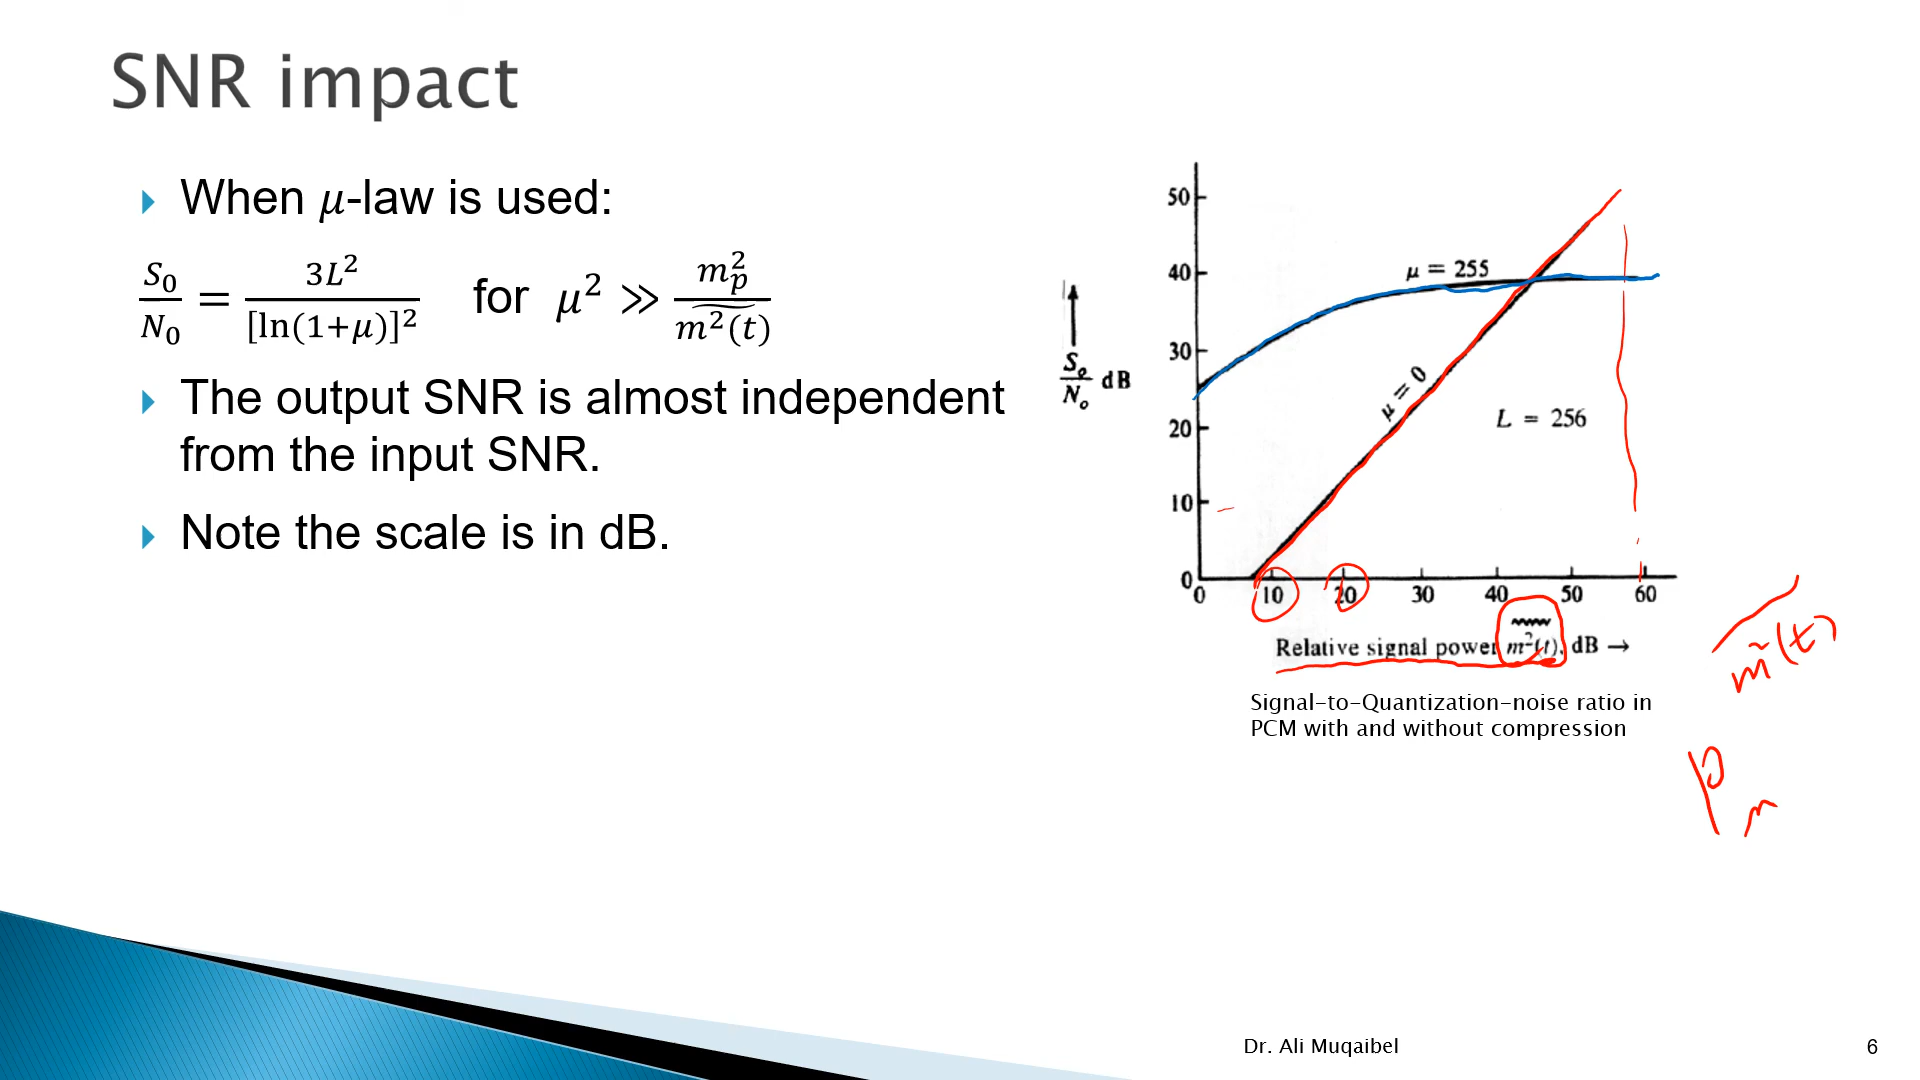 SNR impact
When μ-law is used:
S₀/N₀ = 3L²/[ln(1+μ)]² for μ² ≫ m_p²/m²(t)
The output SNR is almost independent
from the input SNR.
Note the scale is in dB.
50
40
30
20
10
0
S_o/N_o dB
μ = 255
μ = 0
L = 256
0 10 20 30 40 50 60
Relative signal power m²(t), dB →
Signal-to-Quantization-noise ratio in
PCM with and without compression
m̃(t)
P m
Dr. Ali Muqaibel
6